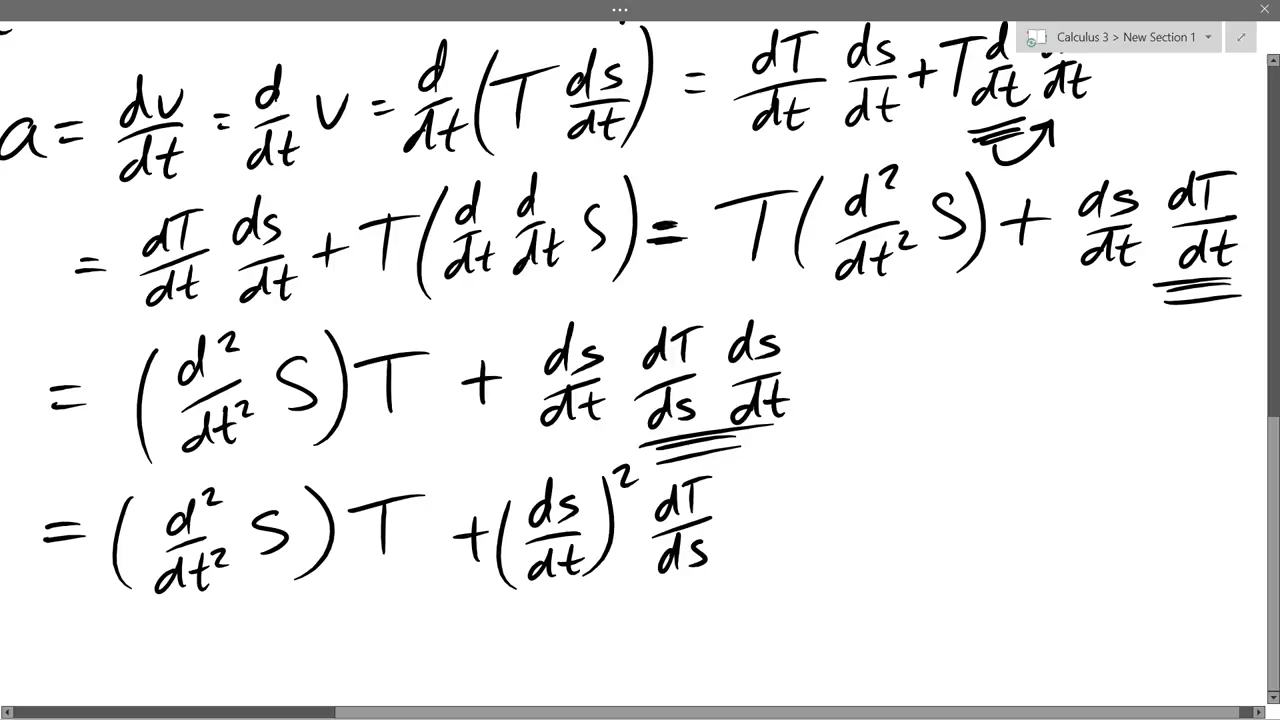 Calculus 3 > New Section 1
a = dv/dt = d/dt v = d/dt (T ds/dt) = dT/dt ds/dt + T d/dt ds/dt
= dT/dt ds/dt + T(d/dt d/dt S) = T(d²/dt² S) + ds/dt dT/dt
= (d²/dt² S) T + ds/dt dT/ds ds/dt
= (d²/dt² S) T + (ds/dt)² dT/ds